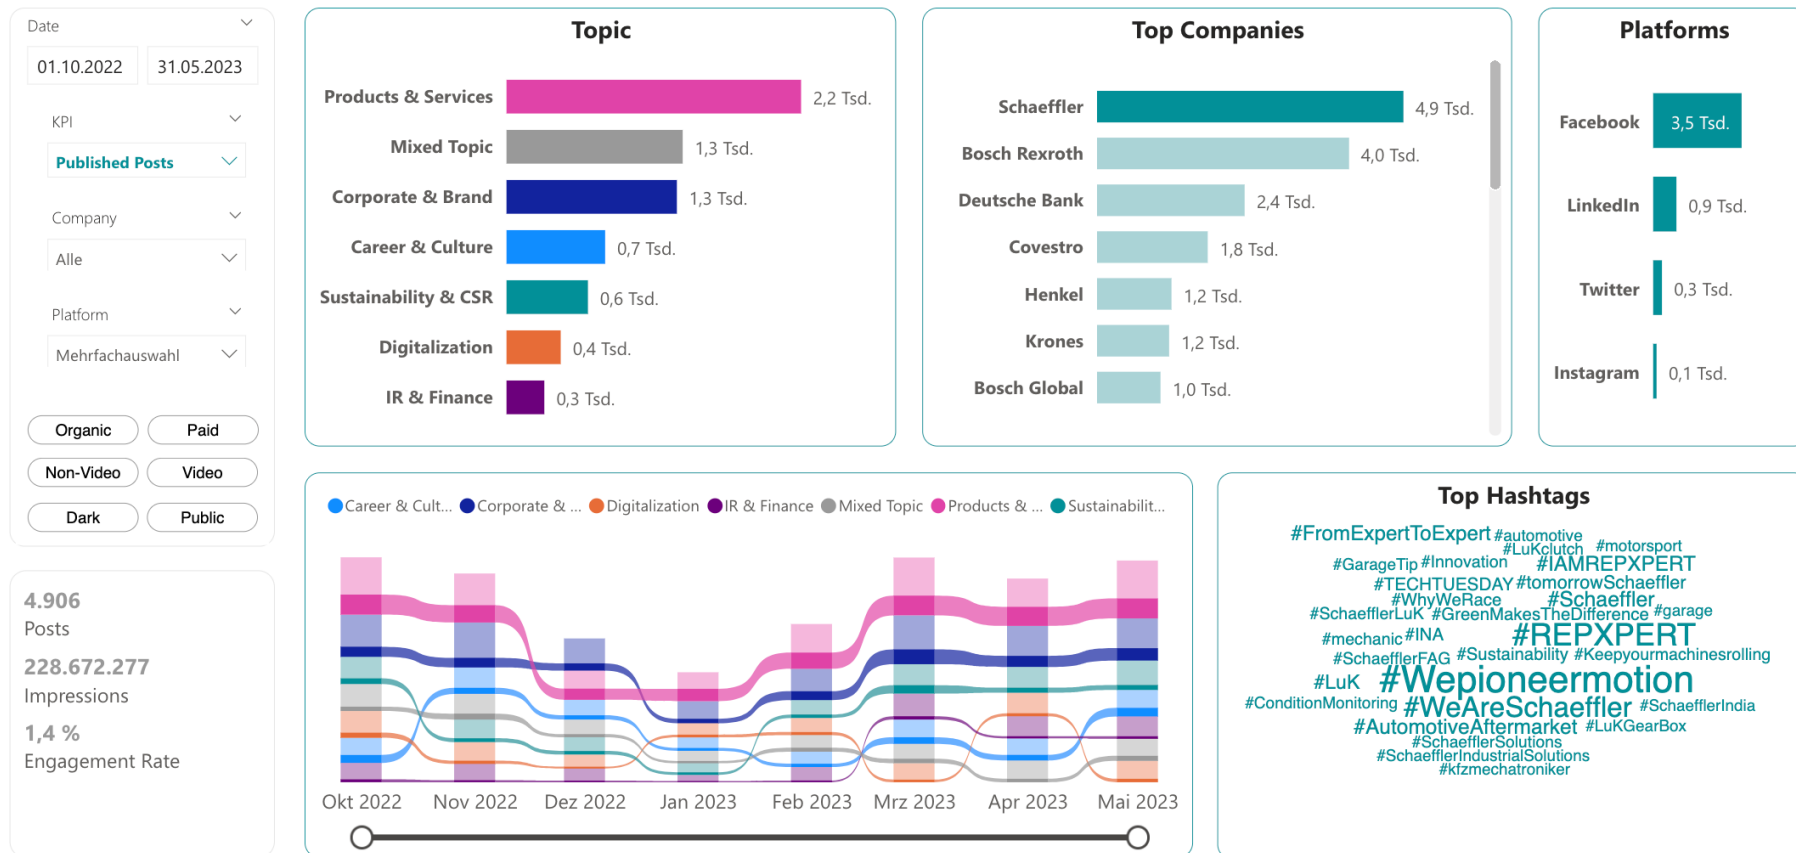 Date
01.10.2022 31.05.2023
KPI
Published Posts
Company
Alle
Platform
Mehrfachauswahl
Organic Paid
Non-Video Video
Dark Public
4.906
Posts
228.672.277
Impressions
1,4 %
Engagement Rate
Topic
Products & Services 2,2 Tsd.
Mixed Topic 1,3 Tsd.
Corporate & Brand 1,3 Tsd.
Career & Culture 0,7 Tsd.
Sustainability & CSR 0,6 Tsd.
Digitalization 0,4 Tsd.
IR & Finance 0,3 Tsd.
Top Companies
Schaeffler 4,9 Tsd.
Bosch Rexroth 4,0 Tsd.
Deutsche Bank 2,4 Tsd.
Covestro 1,8 Tsd.
Henkel 1,2 Tsd.
Krones 1,2 Tsd.
Bosch Global 1,0 Tsd.
Platforms
Facebook 3,5 Tsd.
LinkedIn 0,9 Tsd.
Twitter 0,3 Tsd.
Instagram 0,1 Tsd.
Career & Cult... Corporate & ... Digitalization IR & Finance Mixed Topic Products & ... Sustainabilit...
Okt 2022 Nov 2022 Dez 2022 Jan 2023 Feb 2023 Mrz 2023 Apr 2023 Mai 2023
Top Hashtags
#FromExpertToExpert #automotive
#LuKclutch #motorsport
#GarageTip #Innovation #IAMREPXPERT
#TECHTUESDAY #tomorrowSchaeffler
#WhyWeRace #Schaeffler
#SchaefflerLuK #GreenMakesTheDifference #garage
#mechanic #INA #REPXPERT
#SchaefflerFAG #Sustainability #Keepyourmachinesrolling
#LuK #Wepioneermotion
#ConditionMonitoring #WeAreSchaeffler #SchaefflerIndia
#AutomotiveAftermarket #LuKGearBox
#SchaefflerSolutions
#SchaefflerIndustrialSolutions
#kfzmechatroniker